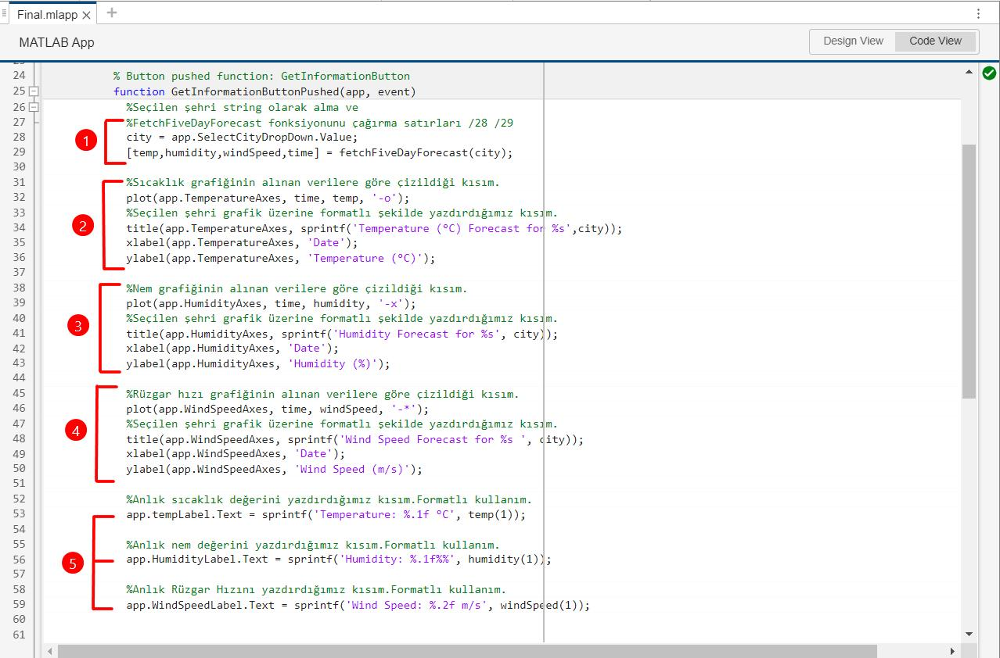 Final.mlapp
MATLAB App
Design View
Code View
24 % Button pushed function: GetInformationButton
25 function GetInformationButtonPushed(app, event)
26 %Seçilen şehri string olarak alma ve
27 %FetchFiveDayForecast fonksiyonunu çağırma satırları /28 /29
1
28 city = app.SelectCityDropDown.Value;
29 [temp,humidity,windSpeed,time] = fetchFiveDayForecast(city);
30
31 %Sıcaklık grafiğinin alınan verilere göre çizildiği kısım.
32 plot(app.TemperatureAxes, time, temp, '-o');
33 %Seçilen şehri grafik üzerine formatlı şekilde yazdırdığımız kısım.
2
34 title(app.TemperatureAxes, sprintf('Temperature (°C) Forecast for %s',city));
35 xlabel(app.TemperatureAxes, 'Date');
36 ylabel(app.TemperatureAxes, 'Temperature (°C)');
37
38 %Nem grafiğinin alınan verilere göre çizildiği kısım.
39 plot(app.HumidityAxes, time, humidity, '-x');
40 %Seçilen şehri grafik üzerine formatlı şekilde yazdırdığımız kısım.
3
41 title(app.HumidityAxes, sprintf('Humidity Forecast for %s', city));
42 xlabel(app.HumidityAxes, 'Date');
43 ylabel(app.HumidityAxes, 'Humidity (%)');
44
45 %Rüzgar hızı grafiğinin alınan verilere göre çizildiği kısım.
46 plot(app.WindSpeedAxes, time, windSpeed, '-*');
47 %Seçilen şehri grafik üzerine formatlı şekilde yazdırdığımız kısım.
4
48 title(app.WindSpeedAxes, sprintf('Wind Speed Forecast for %s ', city));
49 xlabel(app.WindSpeedAxes, 'Date');
50 ylabel(app.WindSpeedAxes, 'Wind Speed (m/s)');
51
52 %Anlık sıcaklık değerini yazdırdığımız kısım.Formatlı kullanım.
53 app.tempLabel.Text = sprintf('Temperature: %.1f °C', temp(1));
54
55 %Anlık nem değerini yazdırdığımız kısım.Formatlı kullanım.
5
56 app.HumidityLabel.Text = sprintf('Humidity: %.1f%%', humidity(1));
57
58 %Anlık Rüzgar Hızını yazdırdığımız kısım.Formatlı kullanım.
59 app.WindSpeedLabel.Text = sprintf('Wind Speed: %.2f m/s', windSpeed(1));
60
61